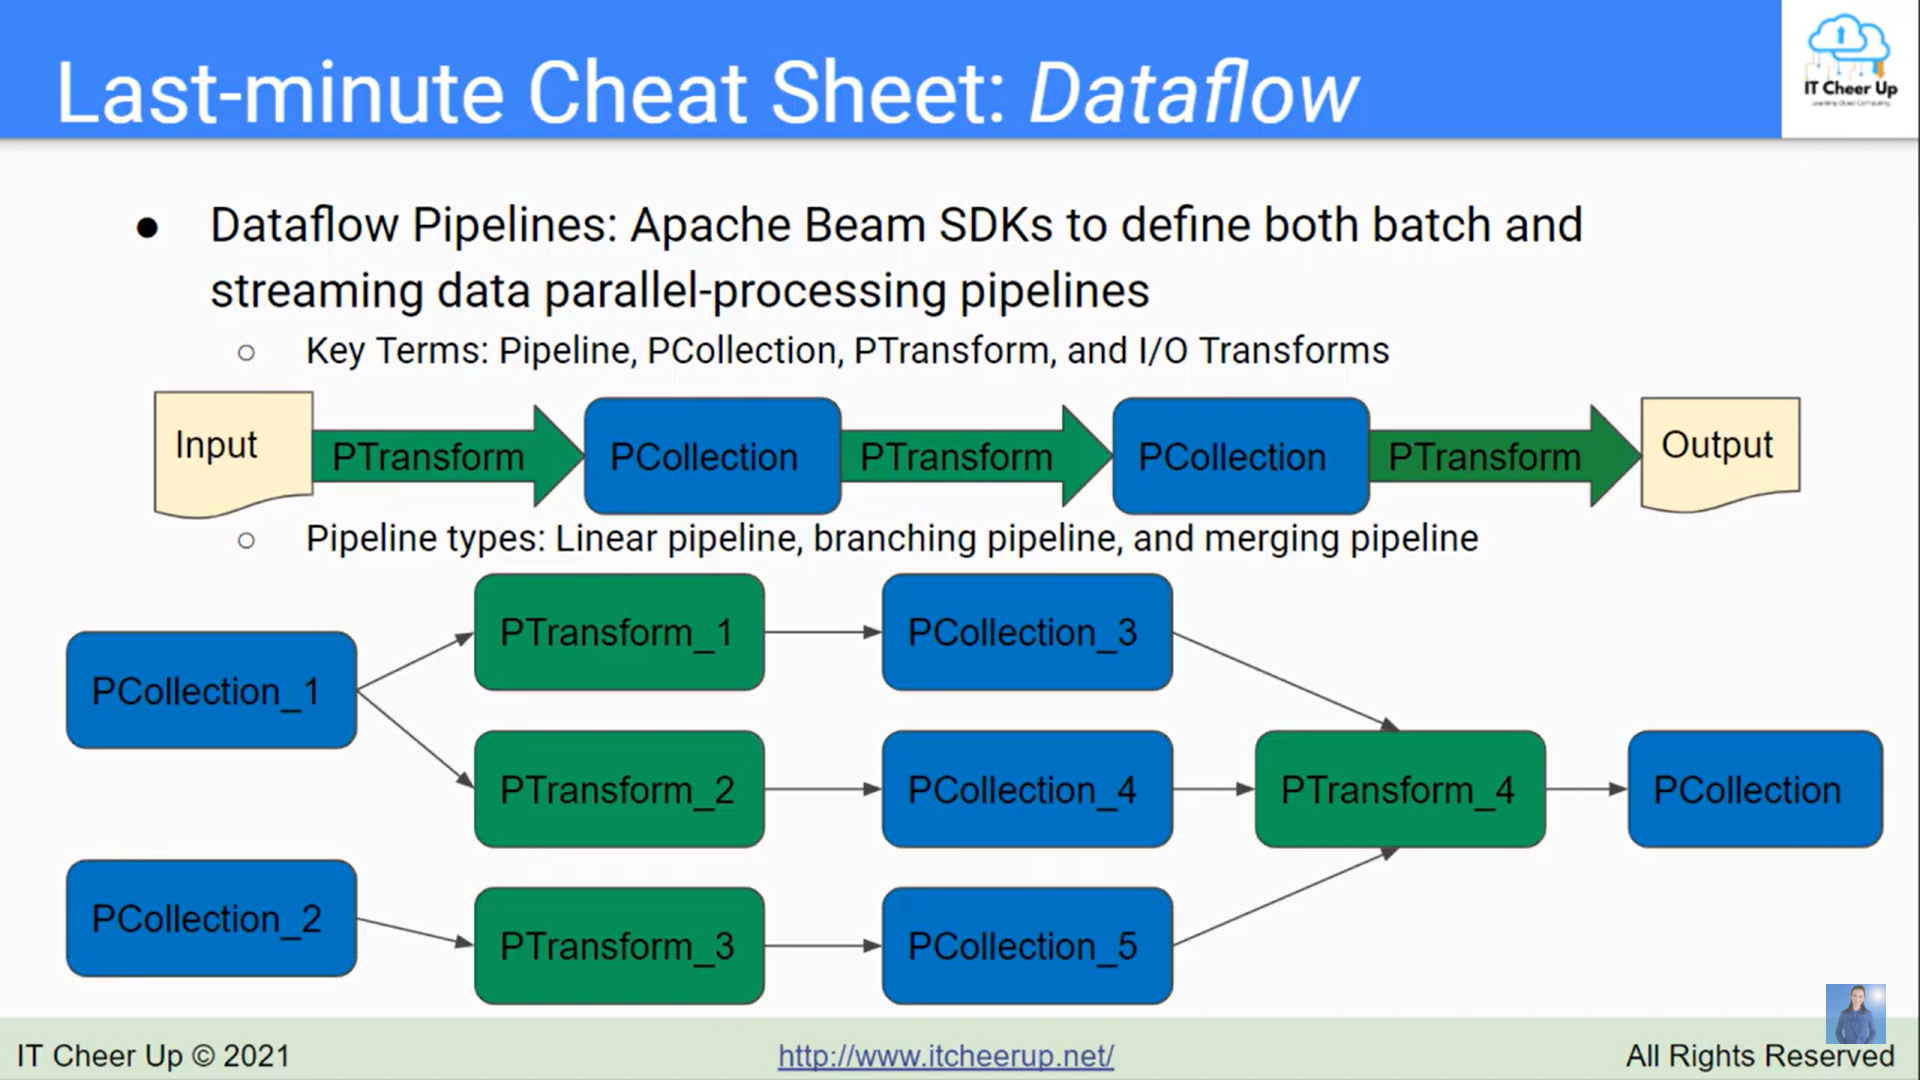 Last-minute Cheat Sheet: Dataflow
IT Cheer Up
● Dataflow Pipelines: Apache Beam SDKs to define both batch and
streaming data parallel-processing pipelines
○ Key Terms: Pipeline, PCollection, PTransform, and I/O Transforms
Input PTransform PCollection PTransform PCollection PTransform Output
○ Pipeline types: Linear pipeline, branching pipeline, and merging pipeline
PTransform_1 PCollection_3
PCollection_1
PTransform_2 PCollection_4 PTransform_4 PCollection
PCollection_2
PTransform_3 PCollection_5
IT Cheer Up © 2021 http://www.itcheerup.net/ All Rights Reserved